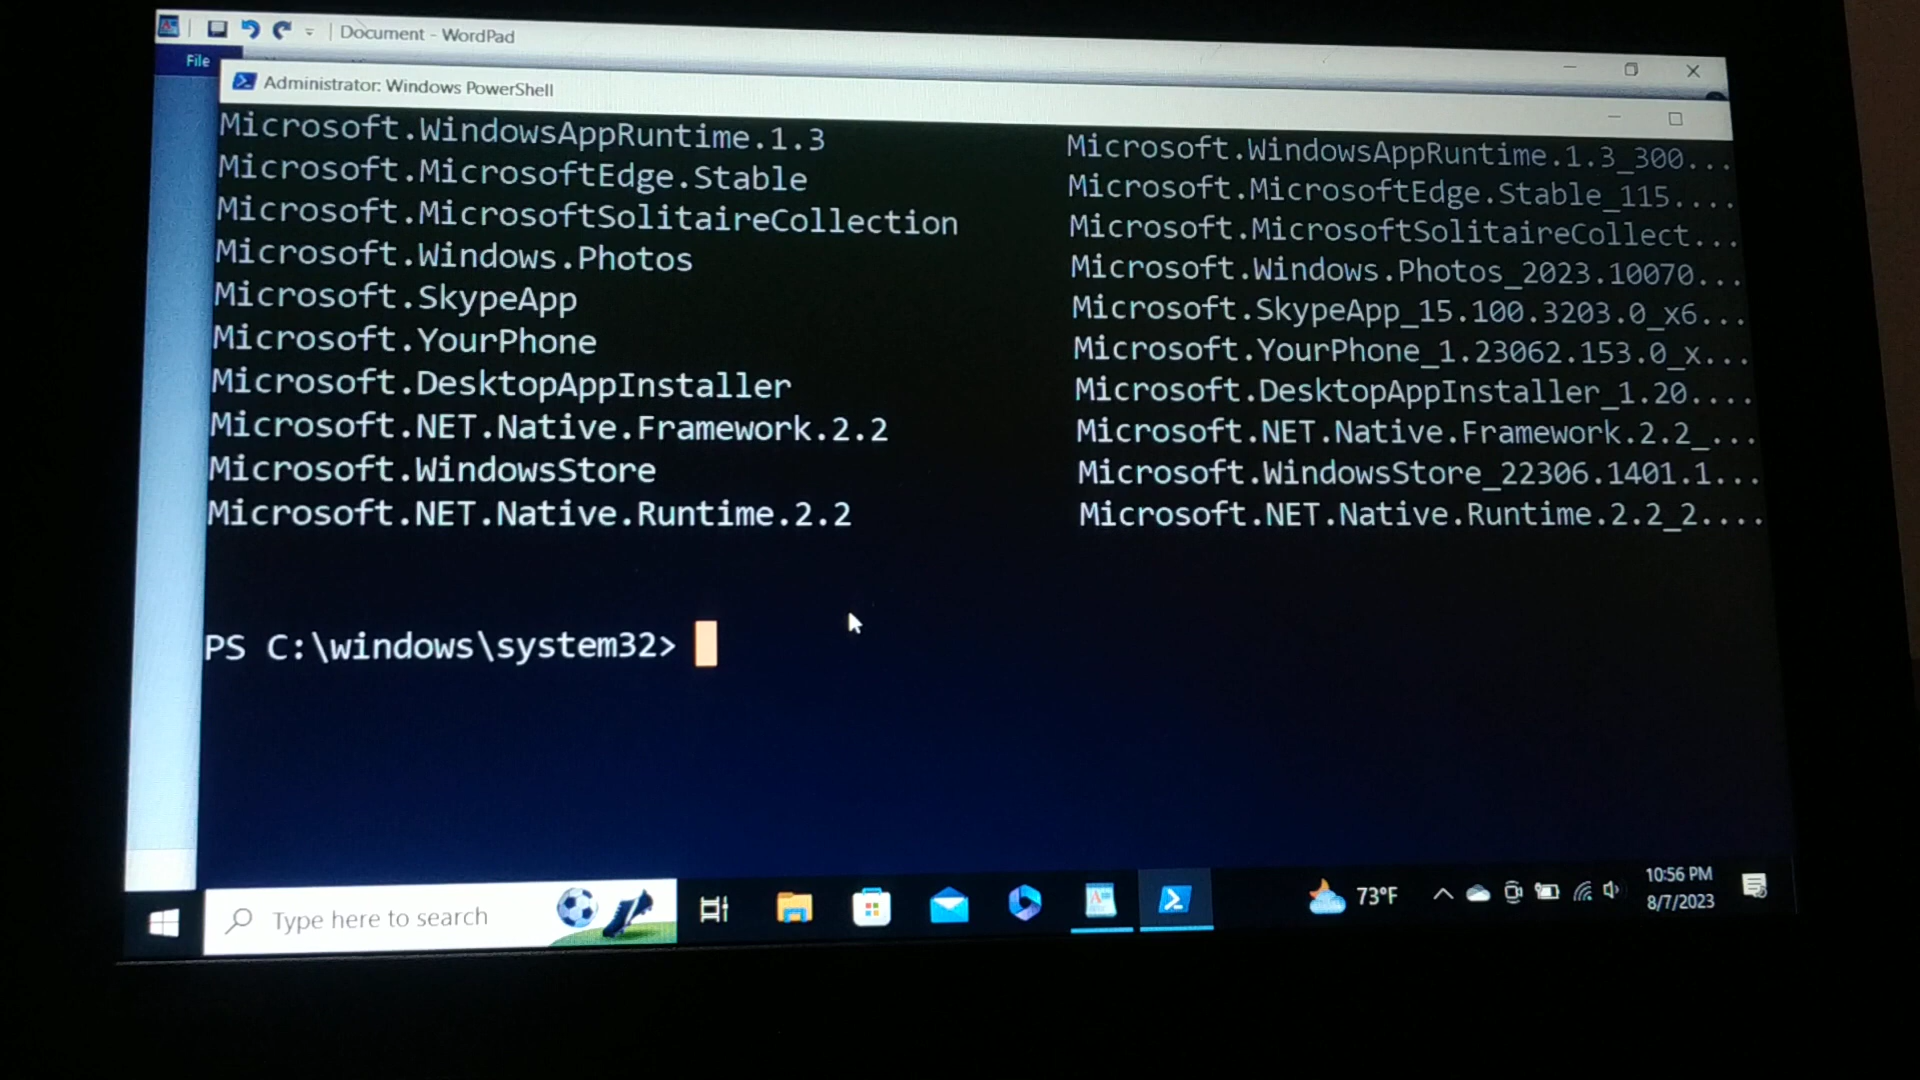 Document - WordPad
File
Administrator: Windows PowerShell
Microsoft.WindowsAppRuntime.1.3 Microsoft.WindowsAppRuntime.1.3_300...
Microsoft.MicrosoftEdge.Stable Microsoft.MicrosoftEdge.Stable_115....
Microsoft.MicrosoftSolitaireCollection Microsoft.MicrosoftSolitaireCollect...
Microsoft.Windows.Photos Microsoft.Windows.Photos_2023.10070...
Microsoft.SkypeApp Microsoft.SkypeApp_15.100.3203.0_x6...
Microsoft.YourPhone Microsoft.YourPhone_1.23062.153.0_x...
Microsoft.DesktopAppInstaller Microsoft.DesktopAppInstaller_1.20....
Microsoft.NET.Native.Framework.2.2 Microsoft.NET.Native.Framework.2.2_...
Microsoft.WindowsStore Microsoft.WindowsStore_22306.1401.1...
Microsoft.NET.Native.Runtime.2.2 Microsoft.NET.Native.Runtime.2.2_2....
PS C:\windows\system32>
Type here to search
73°F
10:56 PM
8/7/2023